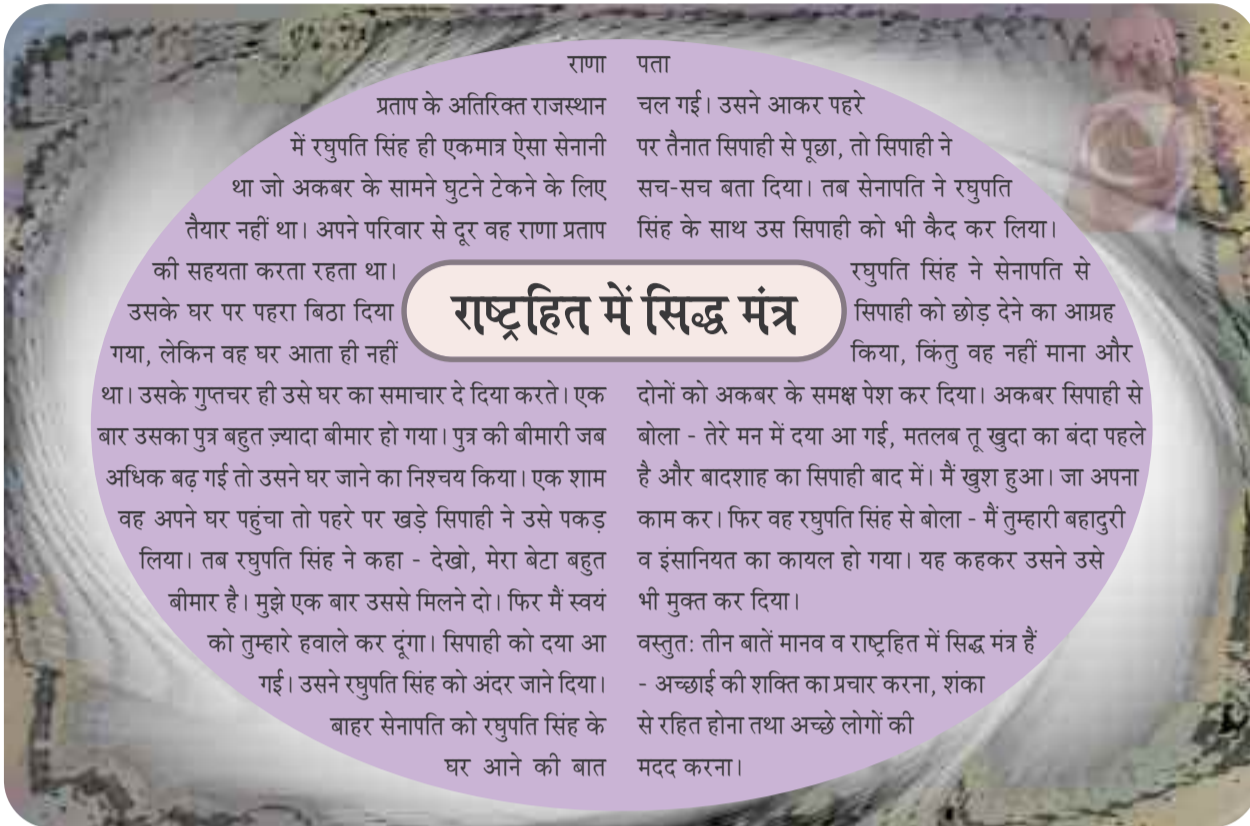 राष्ट्रहित में सिद्ध मंत्र
राणा
प्रताप के अतिरिक्त राजस्थान
में रघुपति सिंह ही एकमात्र ऐसा सेनानी
था जो अकबर के सामने घुटने टेकने के लिए
तैयार नहीं था। अपने परिवार से दूर वह राणा प्रताप
की सहयता करता रहता था।
उसके घर पर पहरा बिठा दिया
गया, लेकिन वह घर आता ही नहीं
था। उसके गुप्तचर ही उसे घर का समाचार दे दिया करते। एक
बार उसका पुत्र बहुत ज़्यादा बीमार हो गया। पुत्र की बीमारी जब
अधिक बढ़ गई तो उसने घर जाने का निश्चय किया। एक शाम
वह अपने घर पहुंचा तो पहरे पर खड़े सिपाही ने उसे पकड़
लिया। तब रघुपति सिंह ने कहा - देखो, मेरा बेटा बहुत
बीमार है। मुझे एक बार उससे मिलने दो। फिर मैं स्वयं
को तुम्हारे हवाले कर दूंगा। सिपाही को दया आ
गई। उसने रघुपति सिंह को अंदर जाने दिया।
बाहर सेनापति को रघुपति सिंह के
घर आने की बात
पता
चल गई। उसने आकर पहरे
पर तैनात सिपाही से पूछा, तो सिपाही ने
सच-सच बता दिया। तब सेनापति ने रघुपति
सिंह के साथ उस सिपाही को भी कैद कर लिया।
रघुपति सिंह ने सेनापति से
सिपाही को छोड़ देने का आग्रह
किया, किंतु वह नहीं माना और
दोनों को अकबर के समक्ष पेश कर दिया। अकबर सिपाही से
बोला - तेरे मन में दया आ गई, मतलब तू खुदा का बंदा पहले
है और बादशाह का सिपाही बाद में। मैं खुश हुआ। जा अपना
काम कर। फिर वह रघुपति सिंह से बोला - मैं तुम्हारी बहादुरी
व इंसानियत का कायल हो गया। यह कहकर उसने उसे
भी मुक्त कर दिया।
वस्तुतः तीन बातें मानव व राष्ट्रहित में सिद्ध मंत्र हैं
- अच्छाई की शक्ति का प्रचार करना, शंका
से रहित होना तथा अच्छे लोगों की
मदद करना।